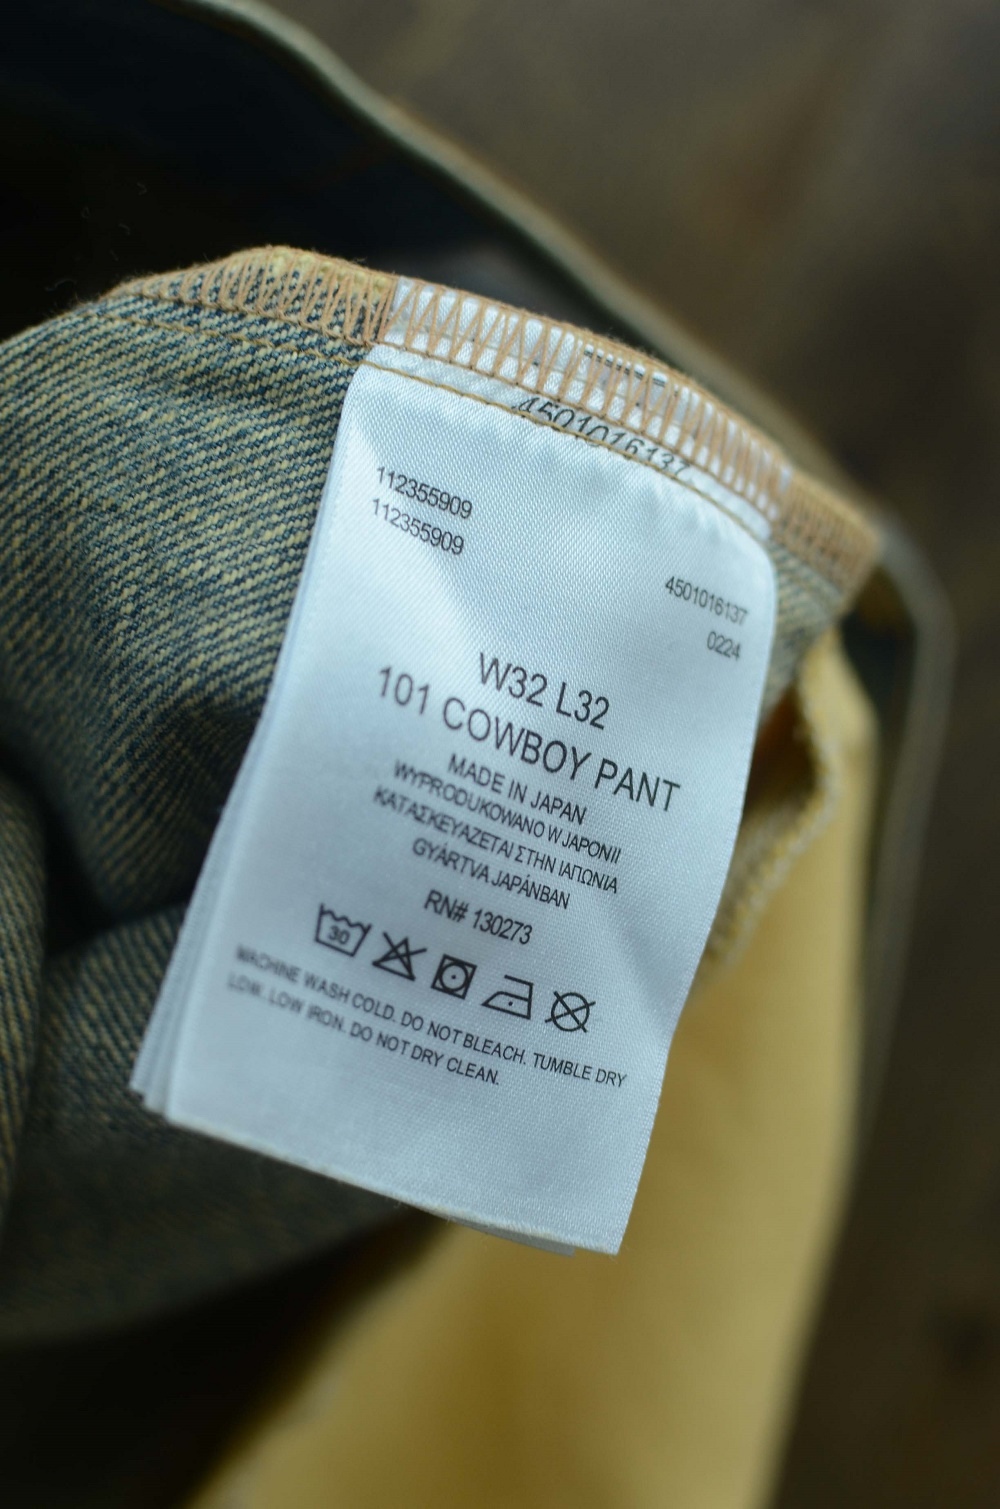 4501016137
112355909
112355909
4501016137
0224
W32 L32
101 COWBOY PANT
MADE IN JAPAN
WYPRODUKOWANO W JAPONII
ΚΑΤΑΣΚΕΥΑΖΕΤΑΙ ΣΤΗΝ ΙΑΠΩΝΙΑ
GYÁRTVA JAPÁNBAN
RN# 130273
30
MACHINE WASH COLD. DO NOT BLEACH. TUMBLE DRY
LOW. LOW IRON. DO NOT DRY CLEAN.